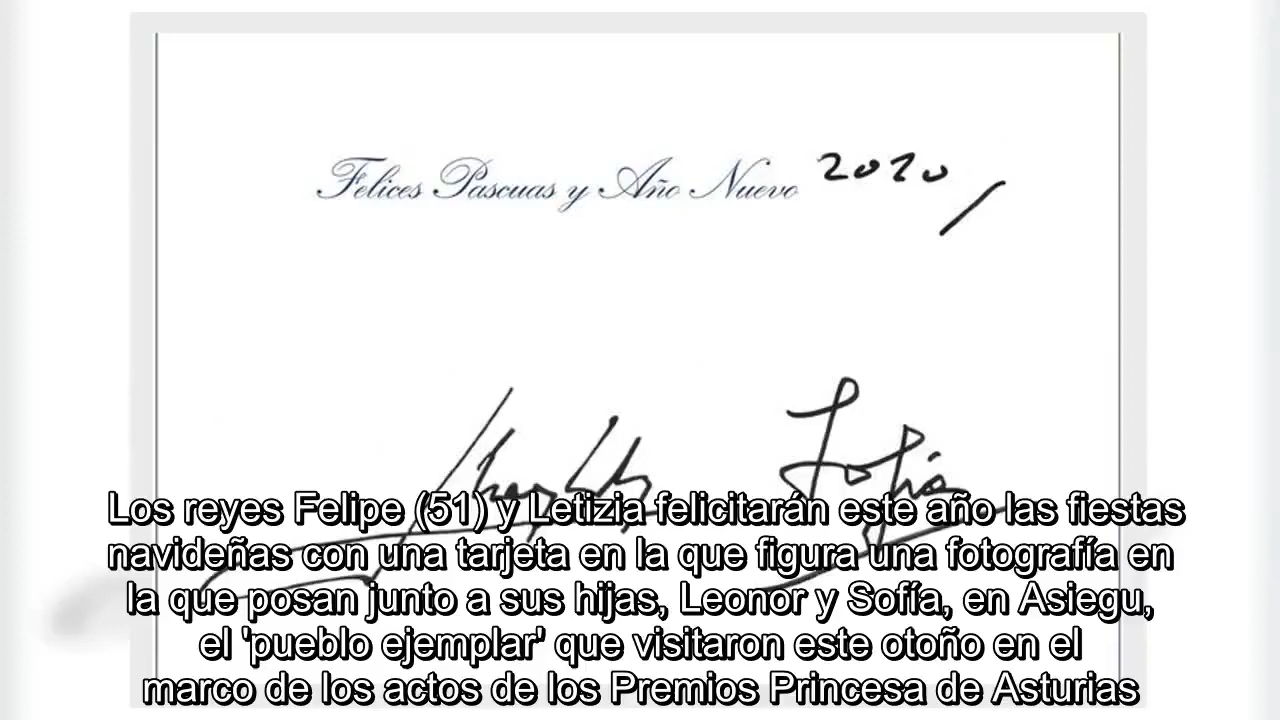 Felices Pascuas y Año Nuevo 2020
Sofía
Los reyes Felipe (51) y Letizia felicitarán este año las fiestas
navideñas con una tarjeta en la que figura una fotografía en
la que posan junto a sus hijas, Leonor y Sofía, en Asiegu,
el 'pueblo ejemplar' que visitaron este otoño en el
marco de los actos de los Premios Princesa de Asturias